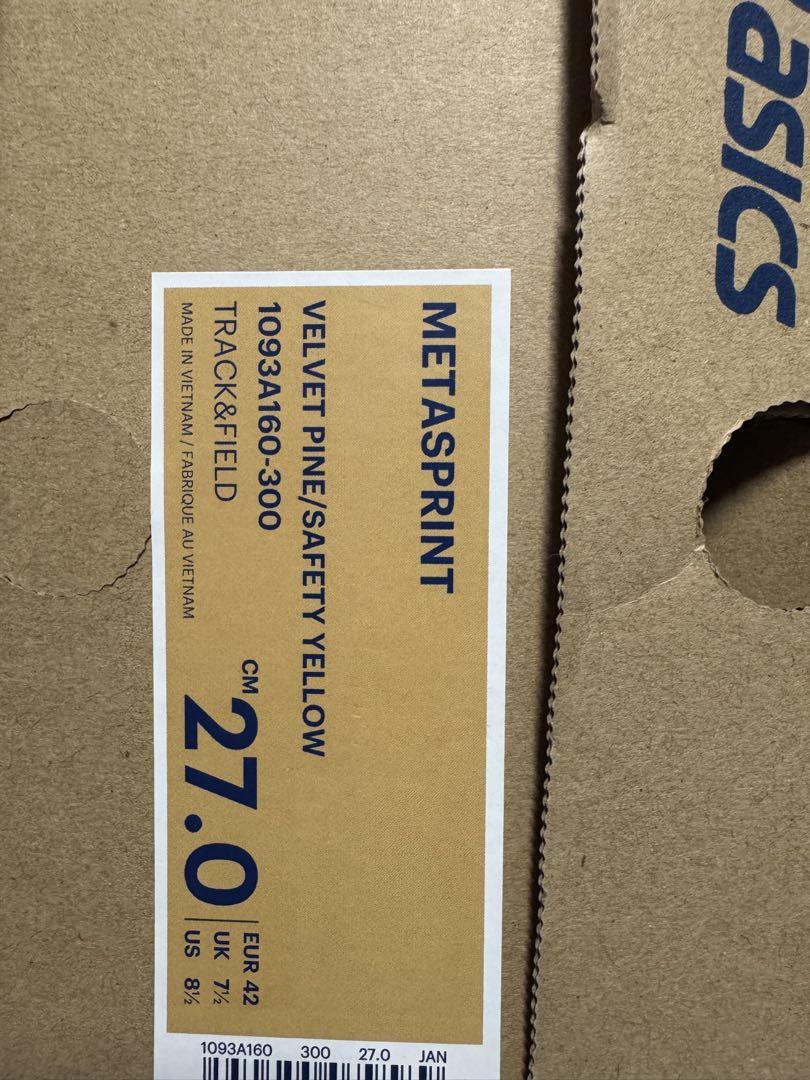 asics
METASPRINT
VELVET PINE/SAFETY YELLOW
1093A160-300
TRACK&FIELD
MADE IN VIETNAM / FABRIQUE AU VIETNAM
CM 27.0
EUR 42
UK 7½
US 8½
1093A160 300 27.0 JAN